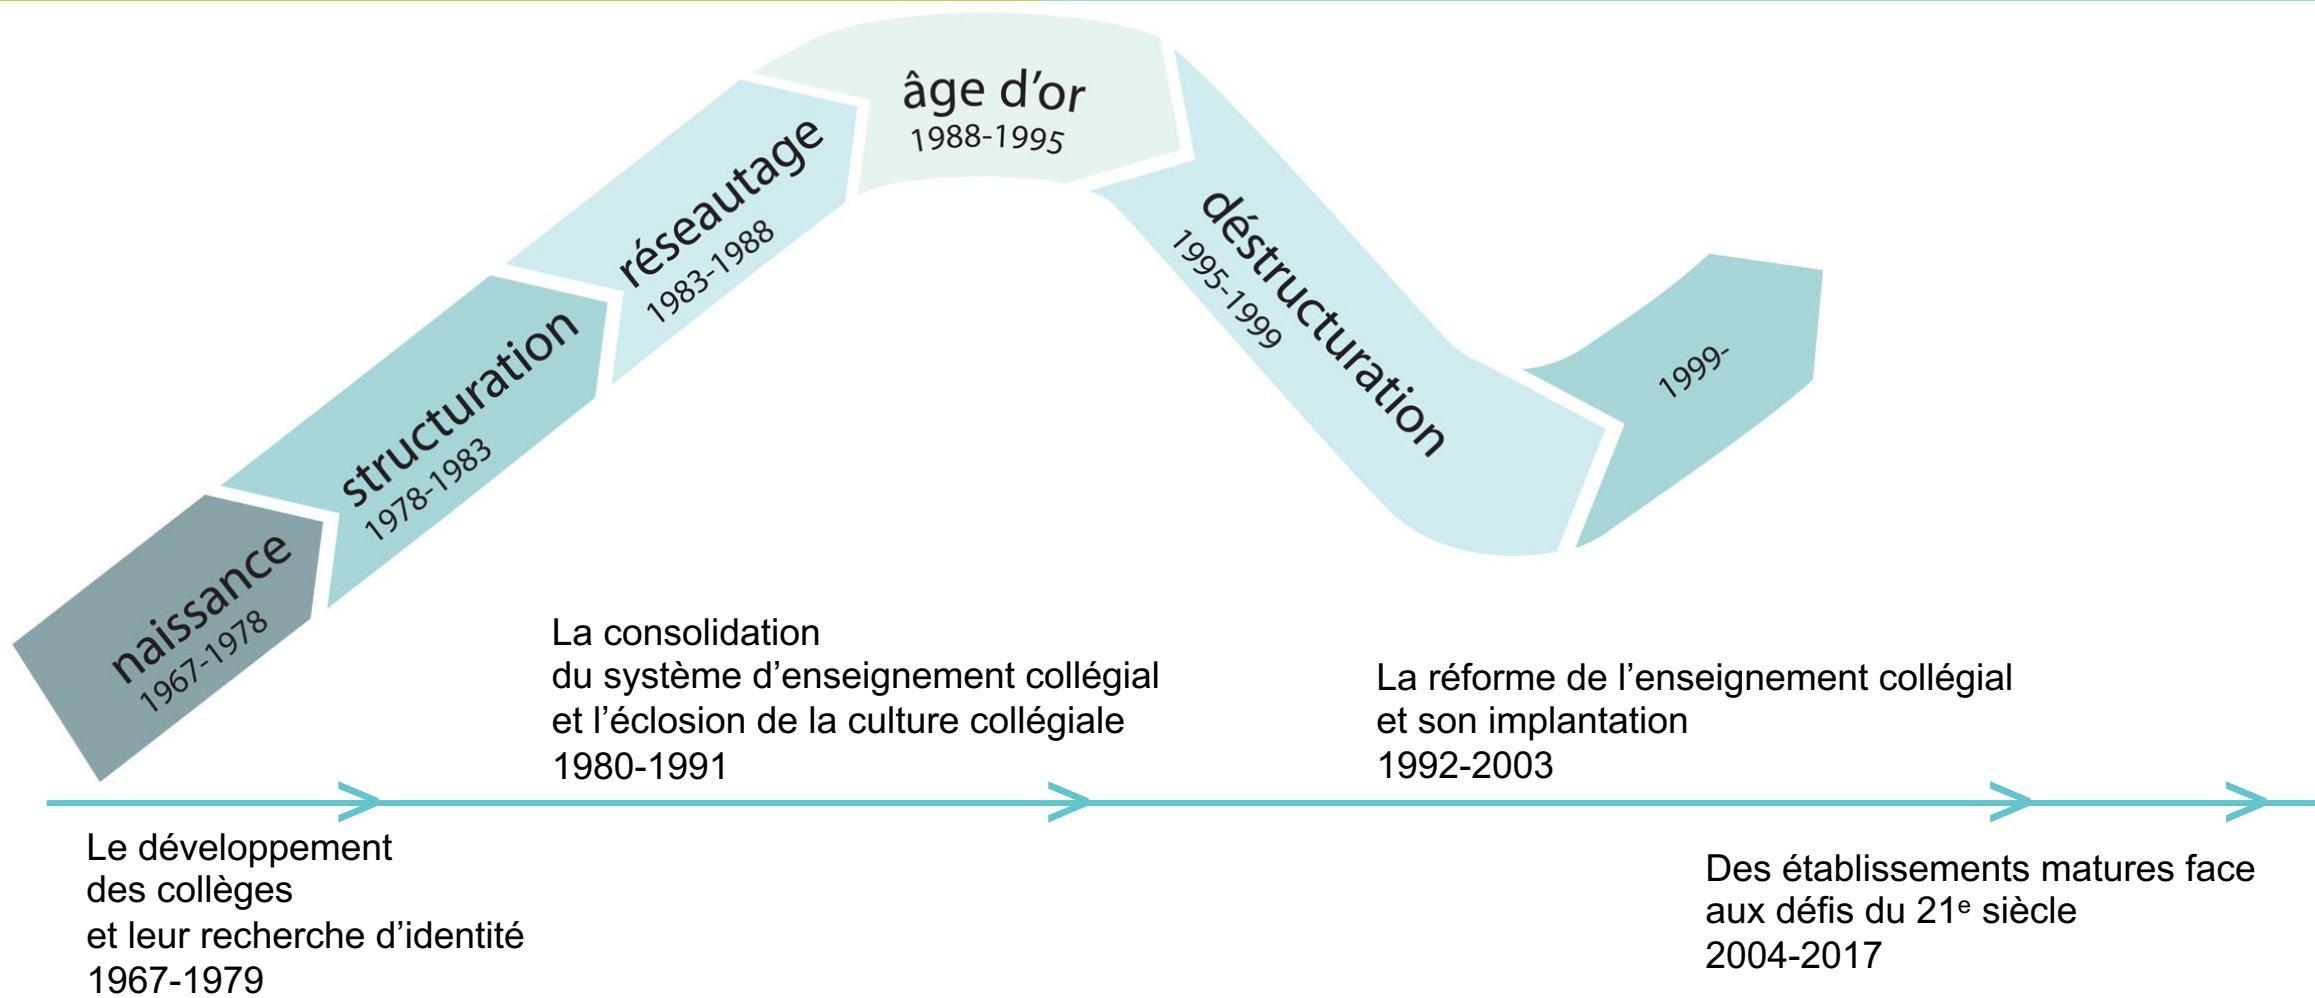 naissance
1967-1978
structuration
1978-1983
réseautage
1983-1988
âge d’or
1988-1995
déstructuration
1995-1999
1999-
La consolidation
du système d’enseignement collégial
et l’éclosion de la culture collégiale
1980-1991
La réforme de l’enseignement collégial
et son implantation
1992-2003
Le développement
des collèges
et leur recherche d’identité
1967-1979
Des établissements matures face
aux défis du 21e siècle
2004-2017